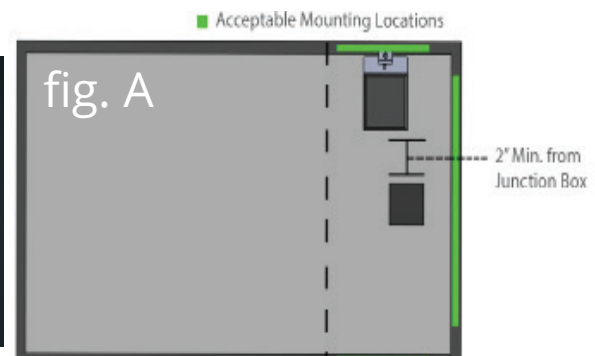 Acceptable Mounting Locations
fig. A
2" Min. from
Junction Box